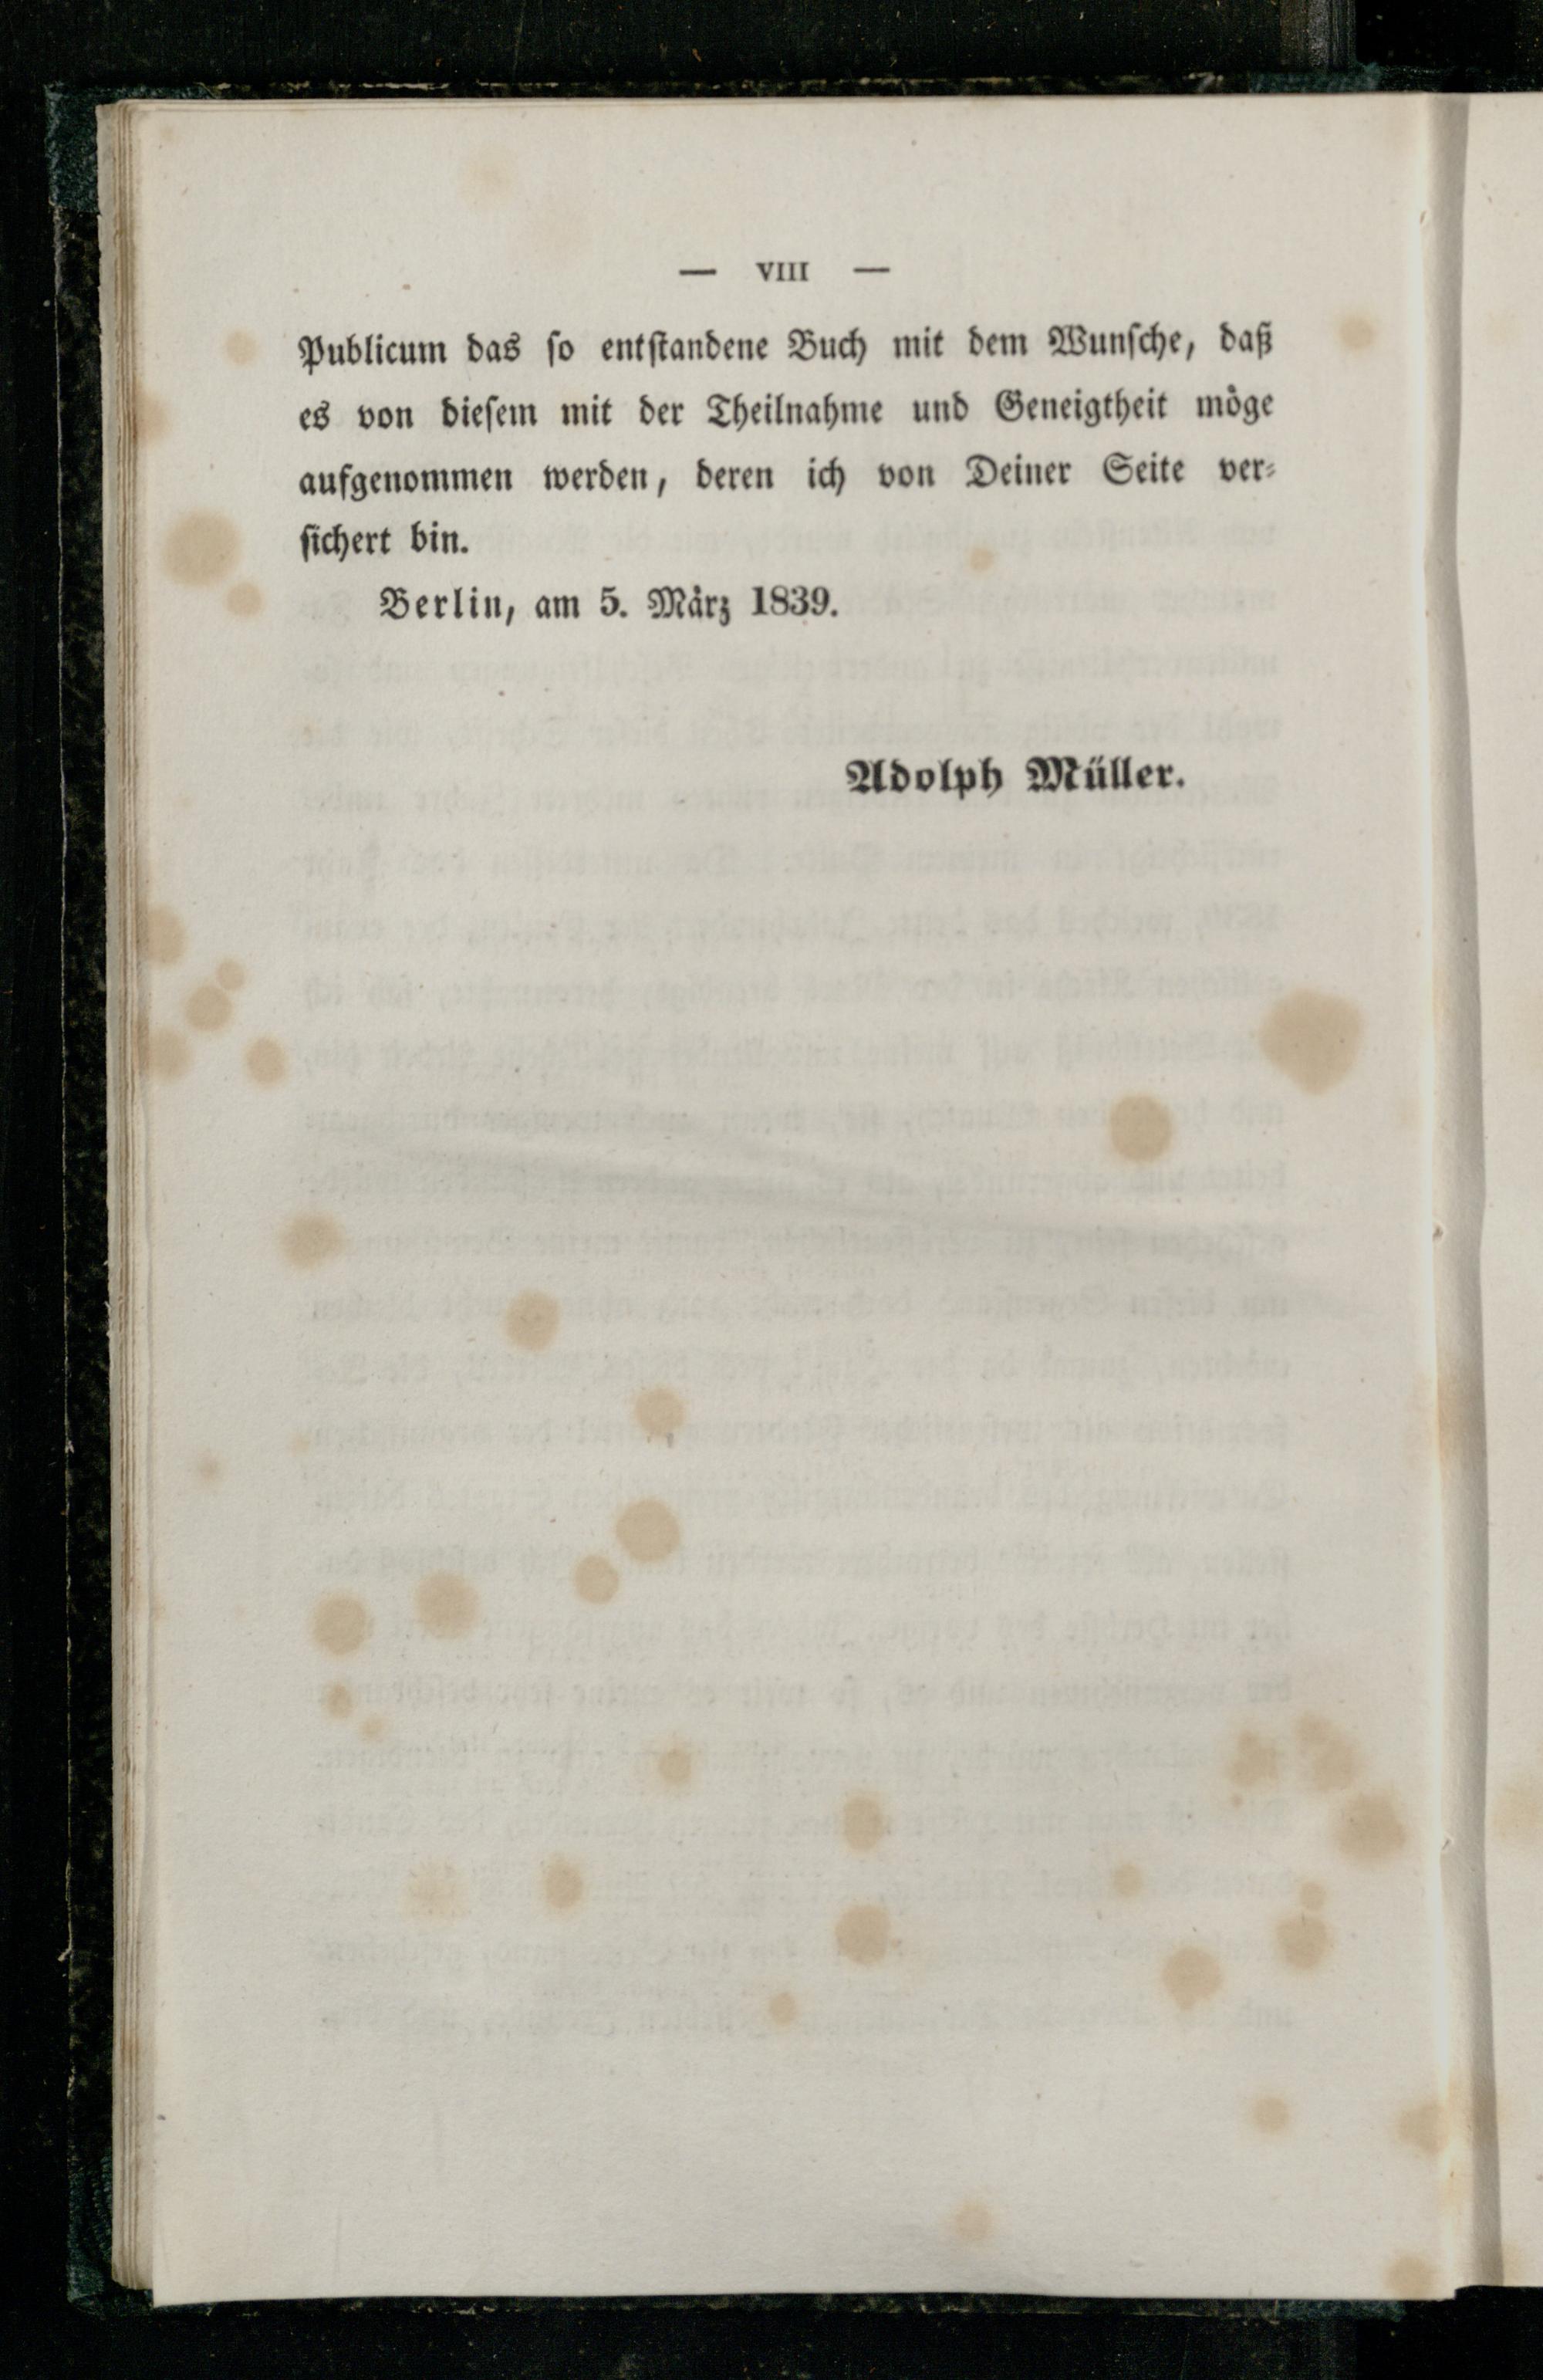 — VIII —
Publicum das ſo entſtandene Buch mit dem Wunſche, daß
es von dieſem mit der Theilnahme und Geneigtheit möge
aufgenommen werden, deren ich von Deiner Seite ver⸗
ſichert bin.
Berlin, am 5. März 1839.
Adolph Müller.